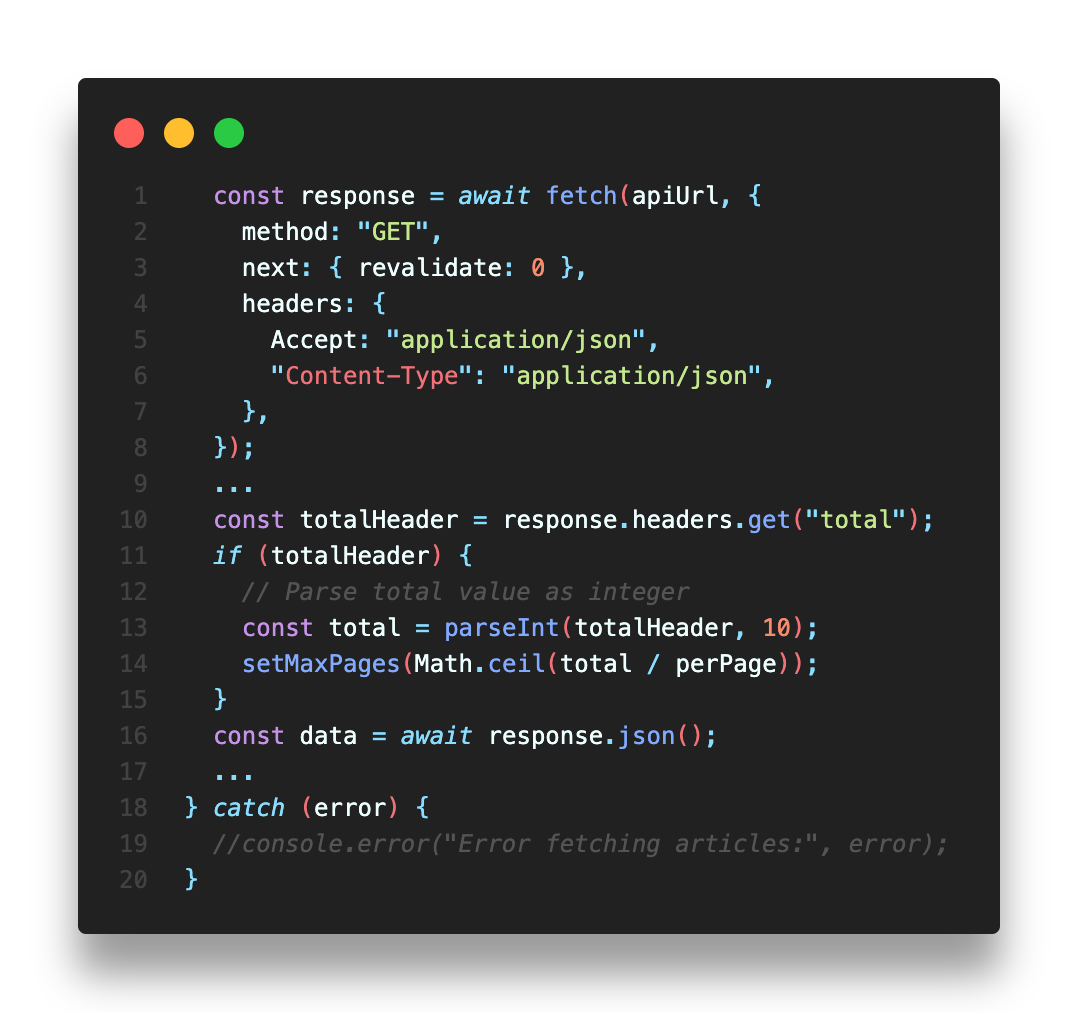 1 const response = await fetch(apiUrl, {
2 method: "GET",
3 next: { revalidate: 0 },
4 headers: {
5 Accept: "application/json",
6 "Content-Type": "application/json",
7 },
8 });
9 ...
10 const totalHeader = response.headers.get("total");
11 if (totalHeader) {
12 // Parse total value as integer
13 const total = parseInt(totalHeader, 10);
14 setMaxPages(Math.ceil(total / perPage));
15 }
16 const data = await response.json();
17 ...
18 } catch (error) {
19 //console.error("Error fetching articles:", error);
20 }